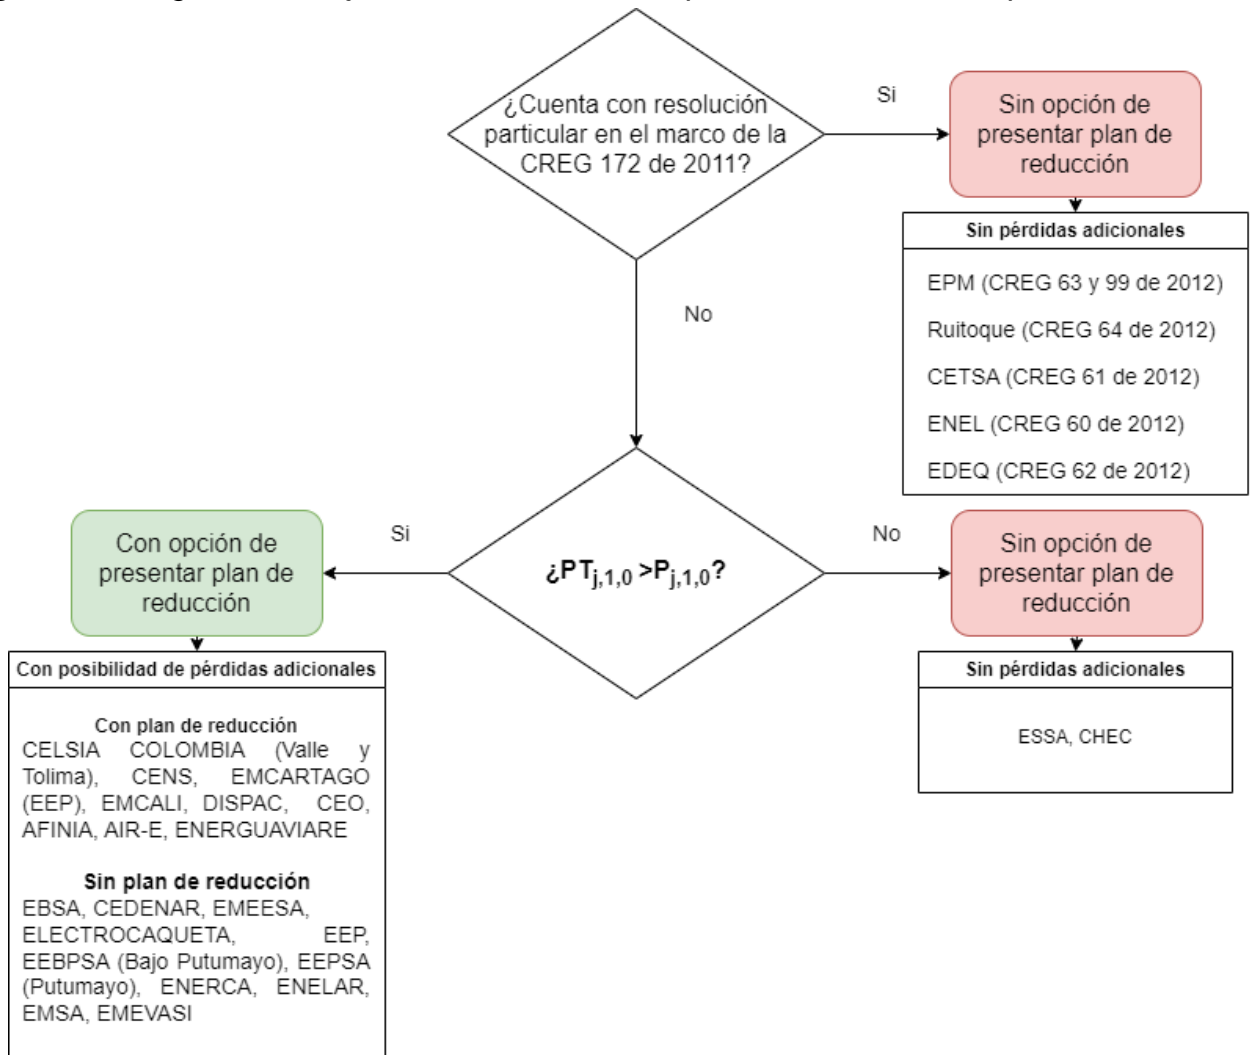 ¿Cuenta con resolución
particular en el marco de la
CREG 172 de 2011?
Si
Sin opción de
presentar plan de
reducción
Sin pérdidas adicionales
EPM (CREG 63 y 99 de 2012)
Ruitoque (CREG 64 de 2012)
CETSA (CREG 61 de 2012)
ENEL (CREG 60 de 2012)
EDEQ (CREG 62 de 2012)
No
¿PTj,1,0 >Pj,1,0?
Si
Con opción de
presentar plan de
reducción
Con posibilidad de pérdidas adicionales
Con plan de reducción
CELSIA COLOMBIA (Valle y
Tolima), CENS, EMCARTAGO
(EEP), EMCALI, DISPAC, CEO,
AFINIA, AIR-E, ENERGUAVIARE
Sin plan de reducción
EBSA, CEDENAR, EMEESA,
ELECTROCAQUETA, EEP,
EEBPSA (Bajo Putumayo), EEPSA
(Putumayo), ENERCA, ENELAR,
EMSA, EMEVASI
No
Sin opción de
presentar plan de
reducción
Sin pérdidas adicionales
ESSA, CHEC